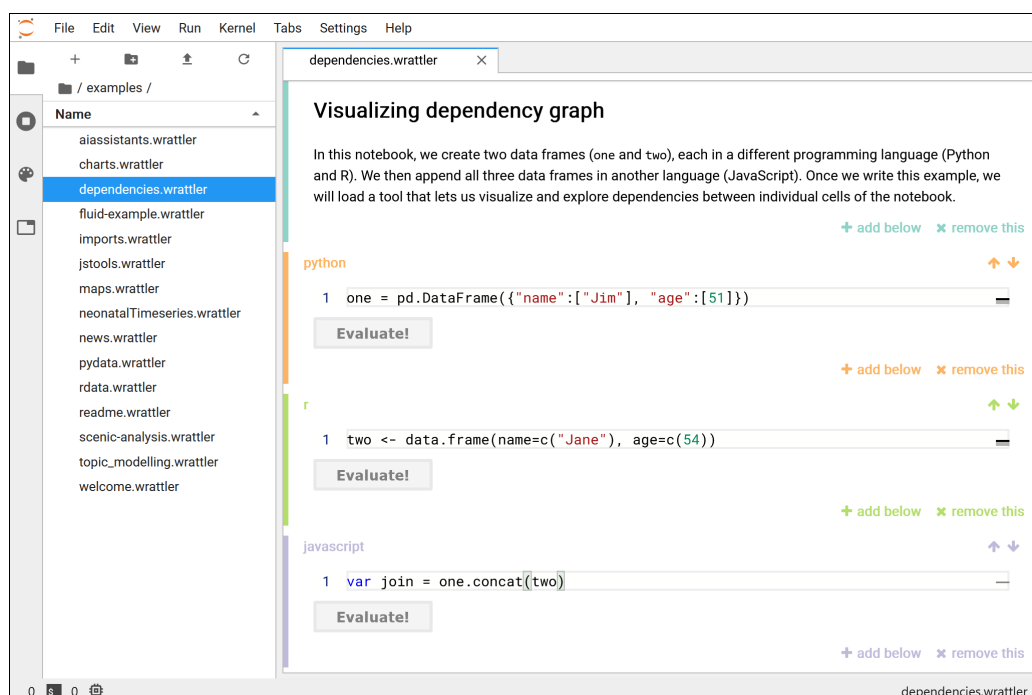 File Edit View Run Kernel Tabs Settings Help
dependencies.wrattler
/ examples /
Name
aiassistants.wrattler
charts.wrattler
dependencies.wrattler
fluid-example.wrattler
imports.wrattler
jstools.wrattler
maps.wrattler
neonatalTimeseries.wrattler
news.wrattler
pydata.wrattler
rdata.wrattler
readme.wrattler
scenic-analysis.wrattler
topic_modelling.wrattler
welcome.wrattler
Visualizing dependency graph
In this notebook, we create two data frames (one and two), each in a different programming language (Python
and R). We then append all three data frames in another language (JavaScript). Once we write this example, we
will load a tool that lets us visualize and explore dependencies between individual cells of the notebook.
add below remove this
python
1 one = pd.DataFrame({"name":["Jim"], "age":[51]})
Evaluate!
add below remove this
r
1 two <- data.frame(name=c("Jane"), age=c(54))
Evaluate!
add below remove this
javascript
1 var join = one.concat(two)
Evaluate!
add below remove this
0 s 0 dependencies.wrattler